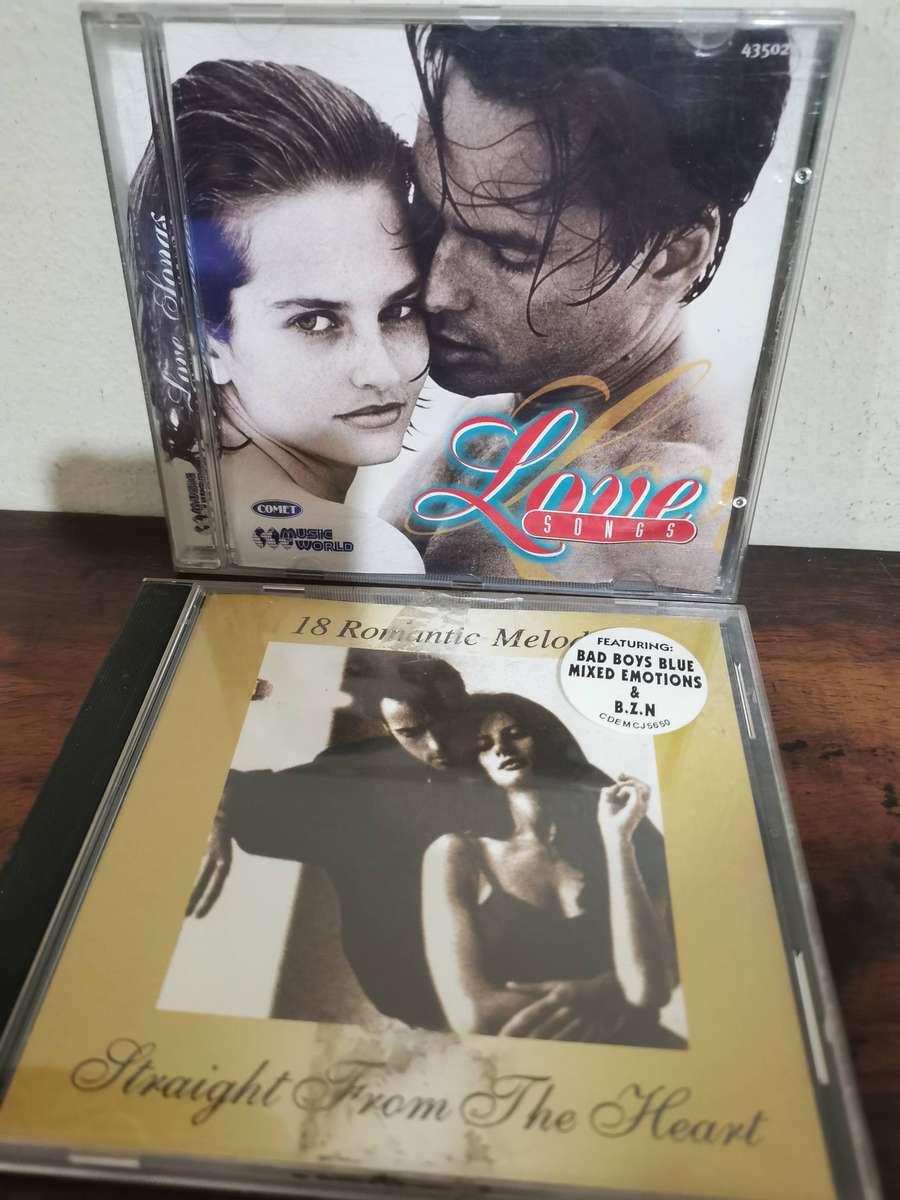 43502
Love Songs
Love
SONGS
COMET
MUSIC
WORLD
MUSIC
18 Romantic
FEATURING:
BAD BOYS BLUE
MIXED EMOTIONS
&
B.Z.N
CDEMCJ5650
Straight From The Heart